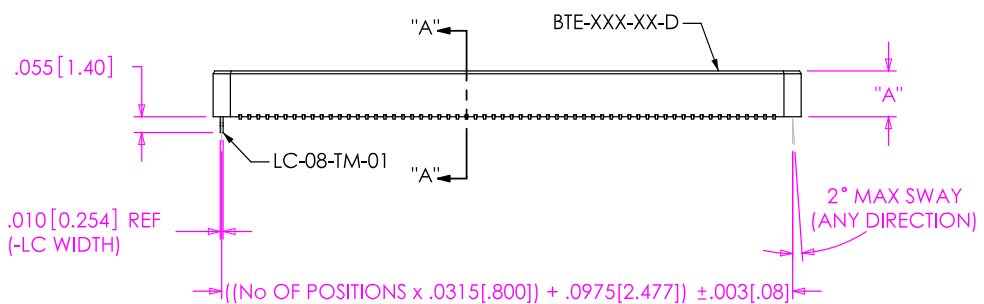 "A"
BTE-XXX-XX-D
.055[1.40]
"A"
LC-08-TM-01
"A"
.010[0.254] REF
(-LC WIDTH)
2° MAX SWAY
(ANY DIRECTION)
((No OF POSITIONS x .0315[.800]) + .0975[2.477]) ±.003[.08]